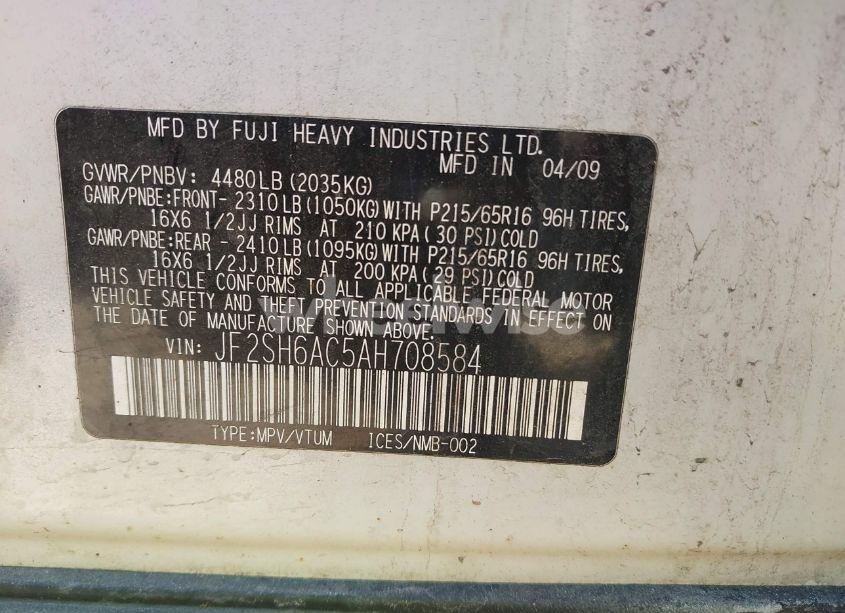 MFD BY FUJI HEAVY INDUSTRIES LTD.
MFD IN 04/09
GVWR/PNBV: 4480LB (2035KG)
GAWR/PNBE:FRONT- 2310LB (1050KG) WITH P215/65R16 96H TIRES,
16X6 1/2JJ RIMS AT 210 KPA (30 PSI) COLD
GAWR/PNBE:REAR - 2410LB (1095KG) WITH P215/65R16 96H TIRES,
16X6 1/2JJ RIMS AT 200 KPA (29 PSI) COLD
THIS VEHICLE CONFORMS TO ALL APPLICABLE FEDERAL MOTOR
VEHICLE SAFETY AND THEFT PREVENTION STANDARDS IN EFFECT ON
THE DATE OF MANUFACTURE SHOWN ABOVE.
VIN: JF2SH6AC5AH708584
TYPE:MPV/VTUM ICES/NMB-002